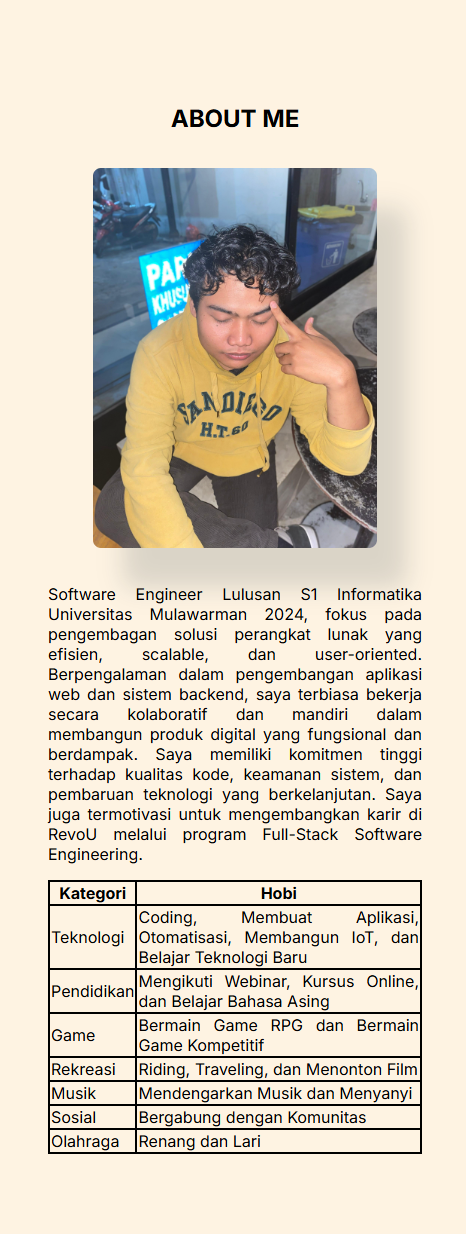 ABOUT ME
SAN DIEGO
H.T. 60
Software Engineer Lulusan S1 Informatika
Universitas Mulawarman 2024, fokus pada
pengembagan solusi perangkat lunak yang
efisien, scalable, dan user-oriented.
Berpengalaman dalam pengembangan aplikasi
web dan sistem backend, saya terbiasa bekerja
secara kolaboratif dan mandiri dalam
membangun produk digital yang fungsional dan
berdampak. Saya memiliki komitmen tinggi
terhadap kualitas kode, keamanan sistem, dan
pembaruan teknologi yang berkelanjutan. Saya
juga termotivasi untuk mengembangkan karir di
RevoU melalui program Full-Stack Software
Engineering.
Kategori Hobi
Teknologi Coding, Membuat Aplikasi,
Otomatisasi, Membangun IoT, dan
Belajar Teknologi Baru
Pendidikan Mengikuti Webinar, Kursus Online,
dan Belajar Bahasa Asing
Game Bermain Game RPG dan Bermain
Game Kompetitif
Rekreasi Riding, Traveling, dan Menonton Film
Musik Mendengarkan Musik dan Menyanyi
Sosial Bergabung dengan Komunitas
Olahraga Renang dan Lari